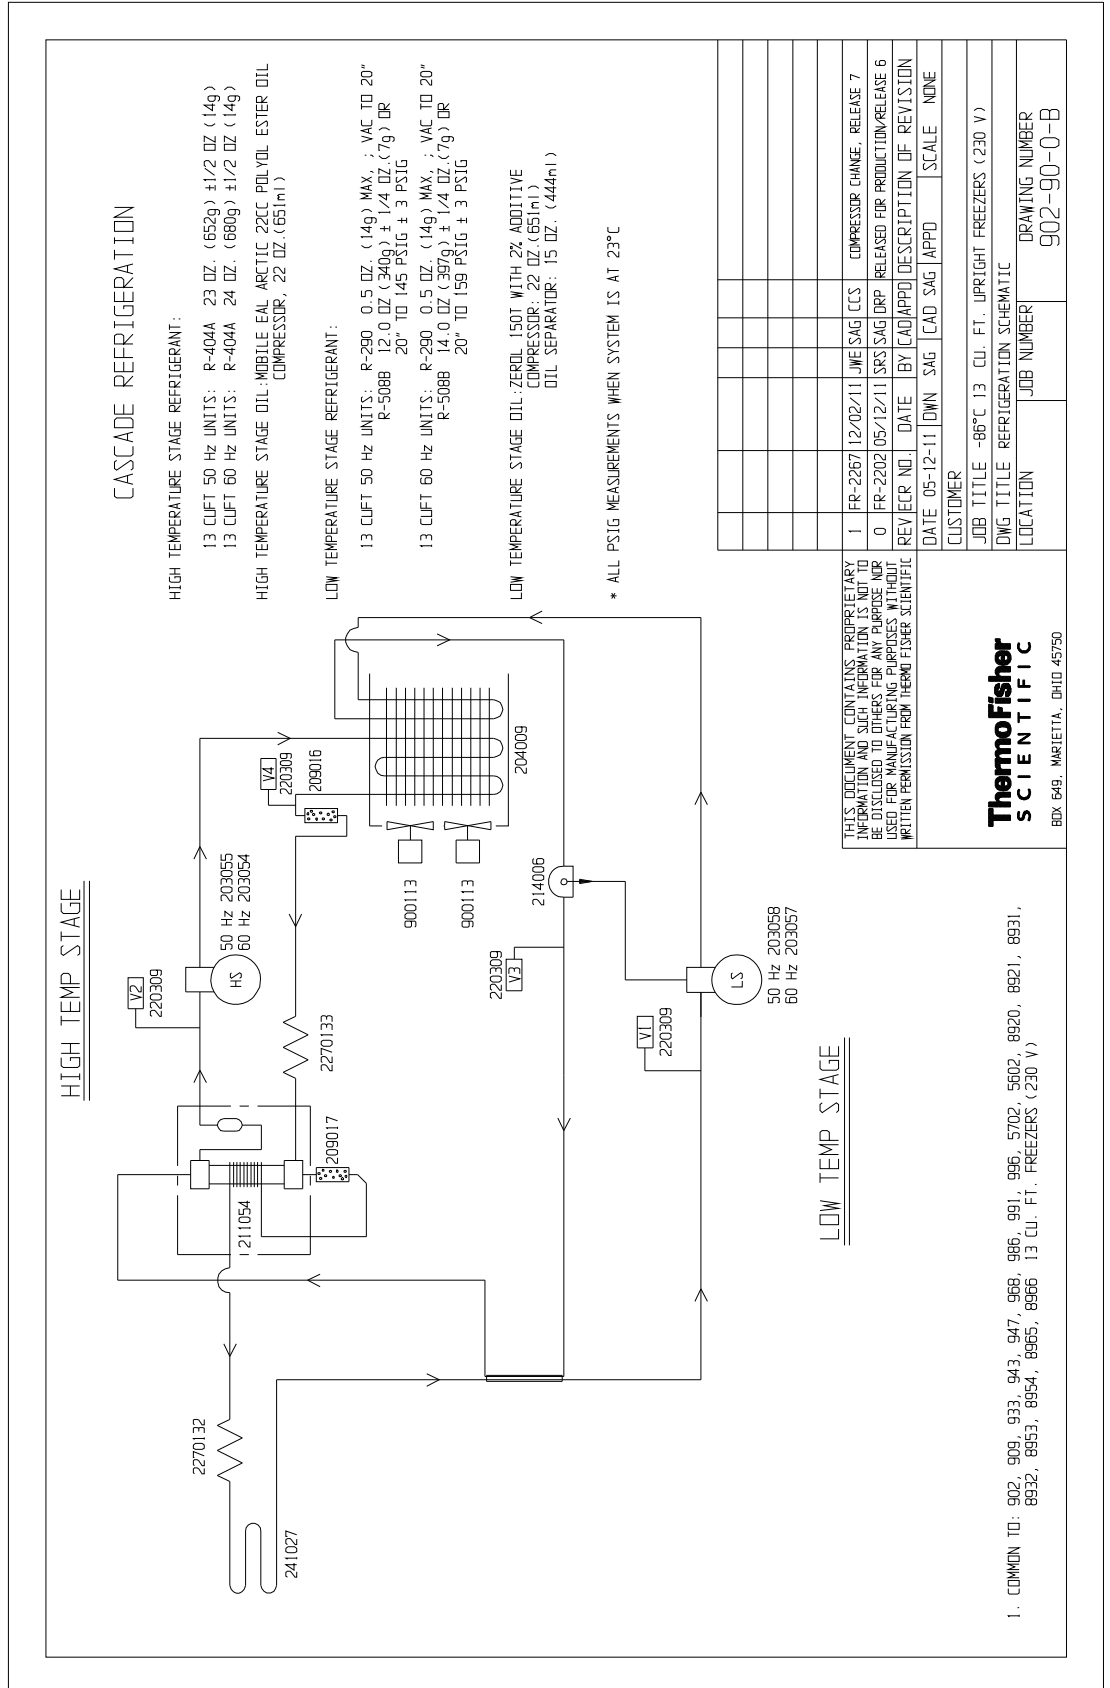 CASCADE REFRIGERATION
HIGH TEMPERATURE STAGE REFRIGERANT:
13 CUFT 50 Hz UNITS: R-404A 23 OZ. (652g) ±1/2 OZ (14g)
13 CUFT 60 Hz UNITS: R-404A 24 OZ. (680g) ±1/2 OZ (14g)
HIGH TEMPERATURE STAGE OIL:MOBILE EAL ARCTIC 22CC POLYOL ESTER OIL
COMPRESSOR, 22 OZ.(651ml)
LOW TEMPERATURE STAGE REFRIGERANT:
13 CUFT 50 Hz UNITS: R-290 0.5 OZ. (14g) MAX, ; VAC TO 20"
R-508B 12.0 OZ (340g) ± 1/4 OZ.(7g) OR
20" TO 145 PSIG ± 3 PSIG
13 CUFT 60 Hz UNITS: R-290 0.5 OZ. (14g) MAX, ; VAC TO 20"
R-508B 14.0 OZ (397g) ± 1/4 OZ.(7g) OR
20" TO 159 PSIG ± 3 PSIG
LOW TEMPERATURE STAGE OIL:ZEROL 150T WITH 2% ADDITIVE
COMPRESSOR: 22 OZ.(651ml)
OIL SEPARATOR: 15 OZ. (444ml)
* ALL PSIG MEASUREMENTS WHEN SYSTEM IS AT 23°C
HIGH TEMP STAGE
V2
220309
HS
50 Hz 203055
60 Hz 203054
V4
220309
209016
2270133
209017
211054
2270132
241027
900113
900113
204009
214006
220309
V3
V1
220309
LS
50 Hz 203058
60 Hz 203057
LOW TEMP STAGE
1. COMMON TO: 902, 909, 933, 943, 947, 968, 986, 991, 996, 5702, 5602, 8920, 8921, 8931,
8932, 8953, 8954, 8965, 8966 13 CU. FT. FREEZERS (230 V)
THIS DOCUMENT CONTAINS PROPRIETARY
INFORMATION AND SUCH INFORMATION IS NOT TO
BE DISCLOSED TO OTHERS FOR ANY PURPOSE NOR
USED FOR MANUFACTURING PURPOSES WITHOUT
WRITTEN PERMISSION FROM THERMO FISHER SCIENTIFIC
ThermoFisher
SCIENTIFIC
BOX 649, MARIETTA, OHIO 45750
1 FR-2267 12/02/11 JWE SAG CCS COMPRESSOR CHANGE, RELEASE 7
0 FR-2202 05/12/11 SRS SAG DRP RELEASED FOR PRODUCTION/RELEASE 6
REV ECR NO. DATE BY CAD APPD DESCRIPTION OF REVISION
DATE 05-12-11 DWN SAG CAD SAG APPD SCALE NONE
CUSTOMER
JOB TITLE -86°C 13 CU. FT. UPRIGHT FREEZERS (230 V)
DWG TITLE REFRIGERATION SCHEMATIC
LOCATION JOB NUMBER DRAWING NUMBER
902-90-0-B